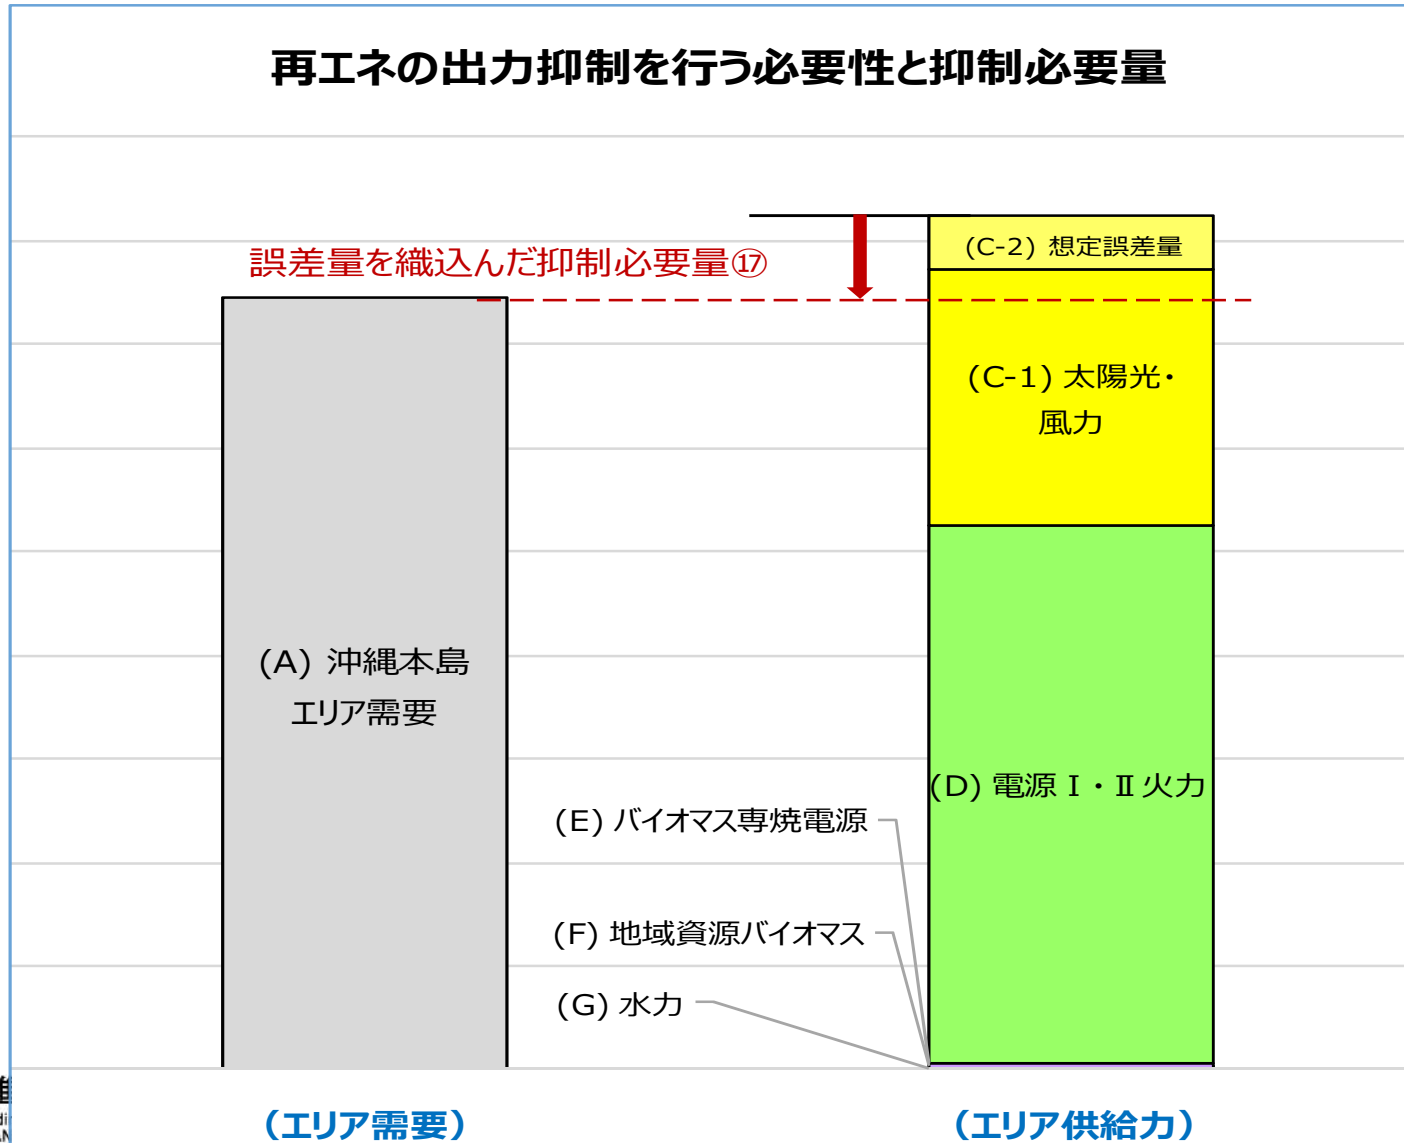 再エネの出力抑制を行う必要性と抑制必要量
(C-2) 想定誤差量
誤差量を織込んだ抑制必要量⑰
(C-1) 太陽光・
風力
(A) 沖縄本島
エリア需要
(D) 電源Ⅰ・Ⅱ火力
(E) バイオマス専焼電源
(F) 地域資源バイオマス
(G) 水力
（エリア需要）
（エリア供給力）